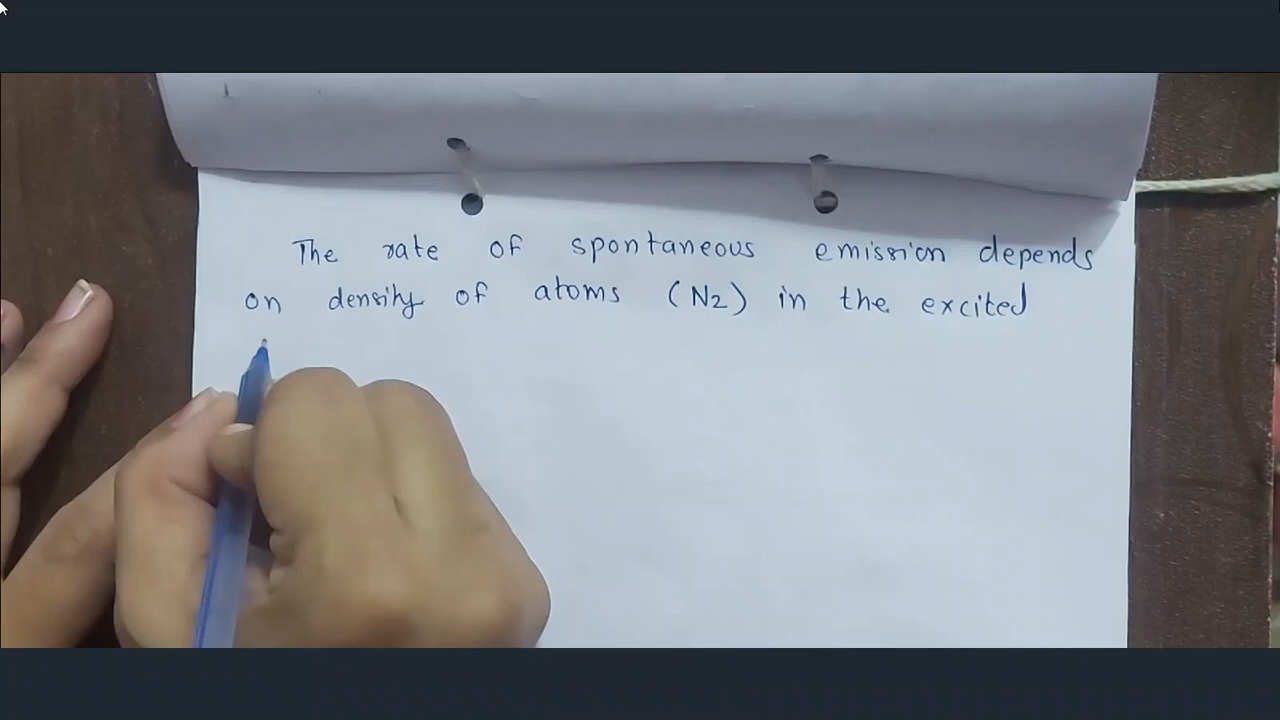 The rate of spontaneous emission depends
on density of atoms (N2) in the excited